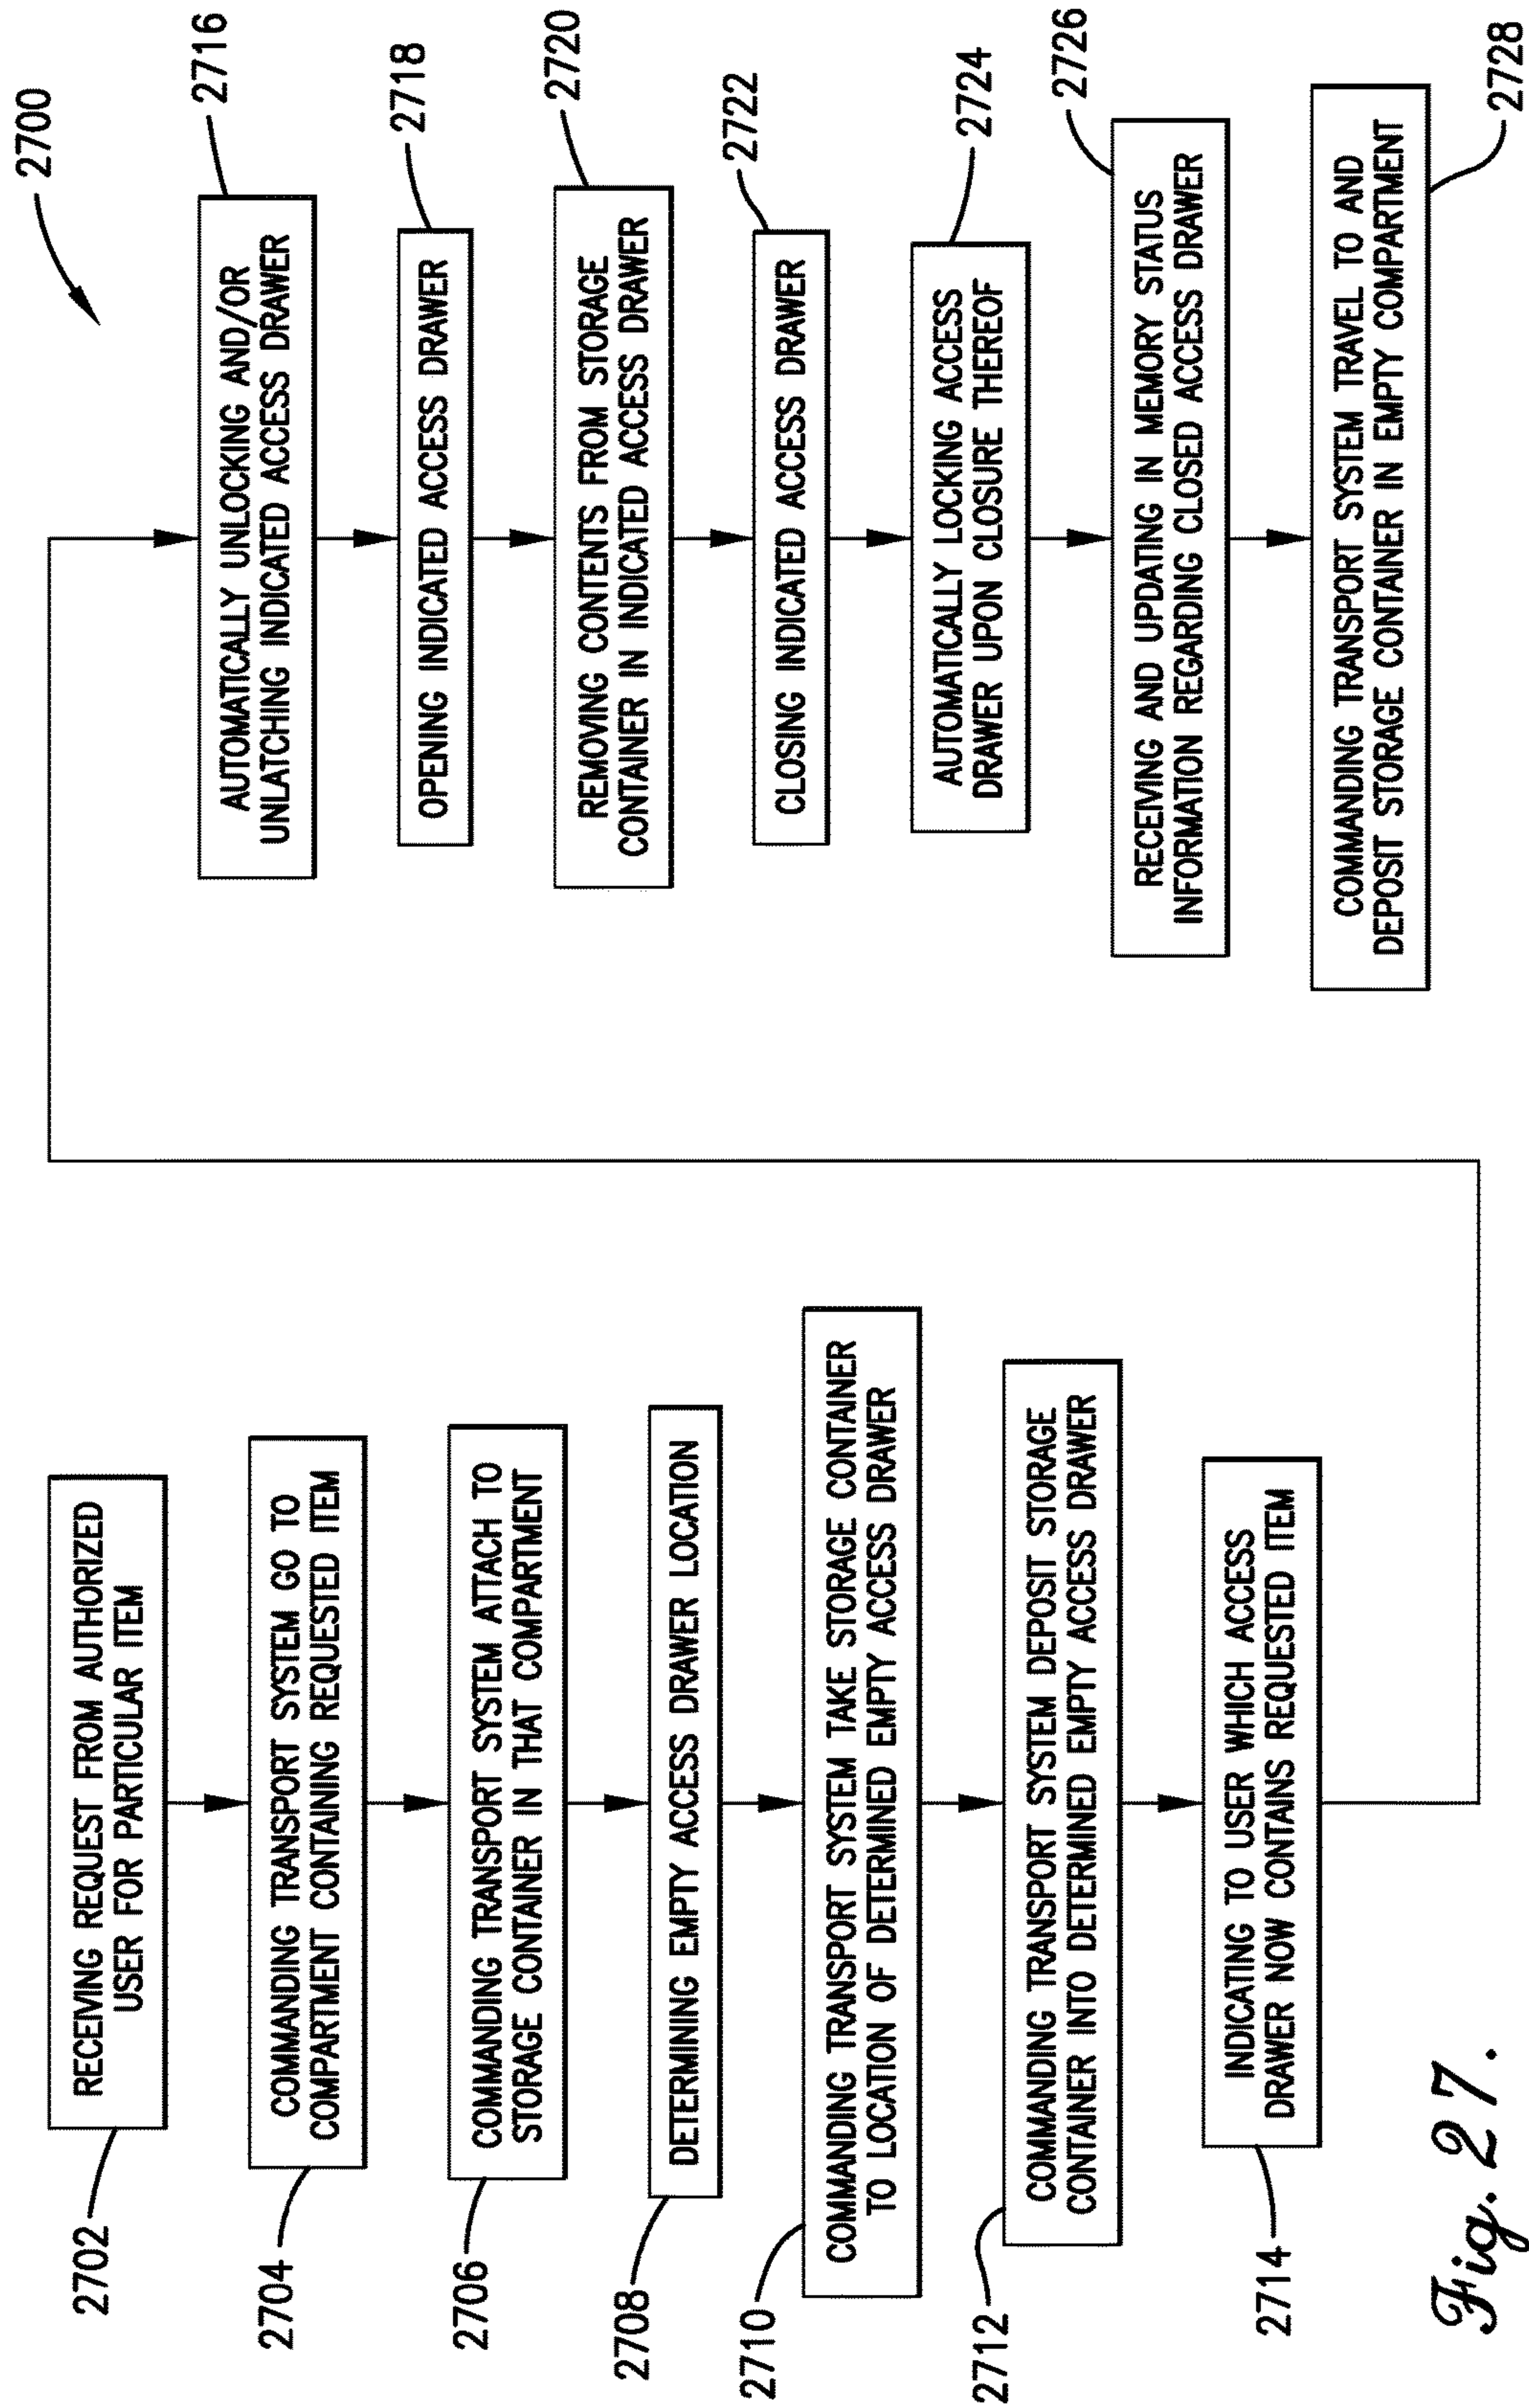 2700
RECEIVING REQUEST FROM AUTHORIZED
USER FOR PARTICULAR ITEM
2702
COMMANDING TRANSPORT SYSTEM GO TO
COMPARTMENT CONTAINING REQUESTED ITEM
2704
COMMANDING TRANSPORT SYSTEM ATTACH TO
STORAGE CONTAINER IN THAT COMPARTMENT
2706
DETERMINING EMPTY ACCESS DRAWER LOCATION
2708
COMMANDING TRANSPORT SYSTEM TAKE STORAGE CONTAINER
TO LOCATION OF DETERMINED EMPTY ACCESS DRAWER
2710
COMMANDING TRANSPORT SYSTEM DEPOSIT STORAGE
CONTAINER INTO DETERMINED EMPTY ACCESS DRAWER
2712
INDICATING TO USER WHICH ACCESS
DRAWER NOW CONTAINS REQUESTED ITEM
2714
AUTOMATICALLY UNLOCKING AND/OR
UNLATCHING INDICATED ACCESS DRAWER
2716
OPENING INDICATED ACCESS DRAWER
2718
REMOVING CONTENTS FROM STORAGE
CONTAINER IN INDICATED ACCESS DRAWER
2720
CLOSING INDICATED ACCESS DRAWER
2722
AUTOMATICALLY LOCKING ACCESS
DRAWER UPON CLOSURE THEREOF
2724
RECEIVING AND UPDATING IN MEMORY STATUS
INFORMATION REGARDING CLOSED ACCESS DRAWER
2726
COMMANDING TRANSPORT SYSTEM TRAVEL TO AND
DEPOSIT STORAGE CONTAINER IN EMPTY COMPARTMENT
2728
Fig. 27.